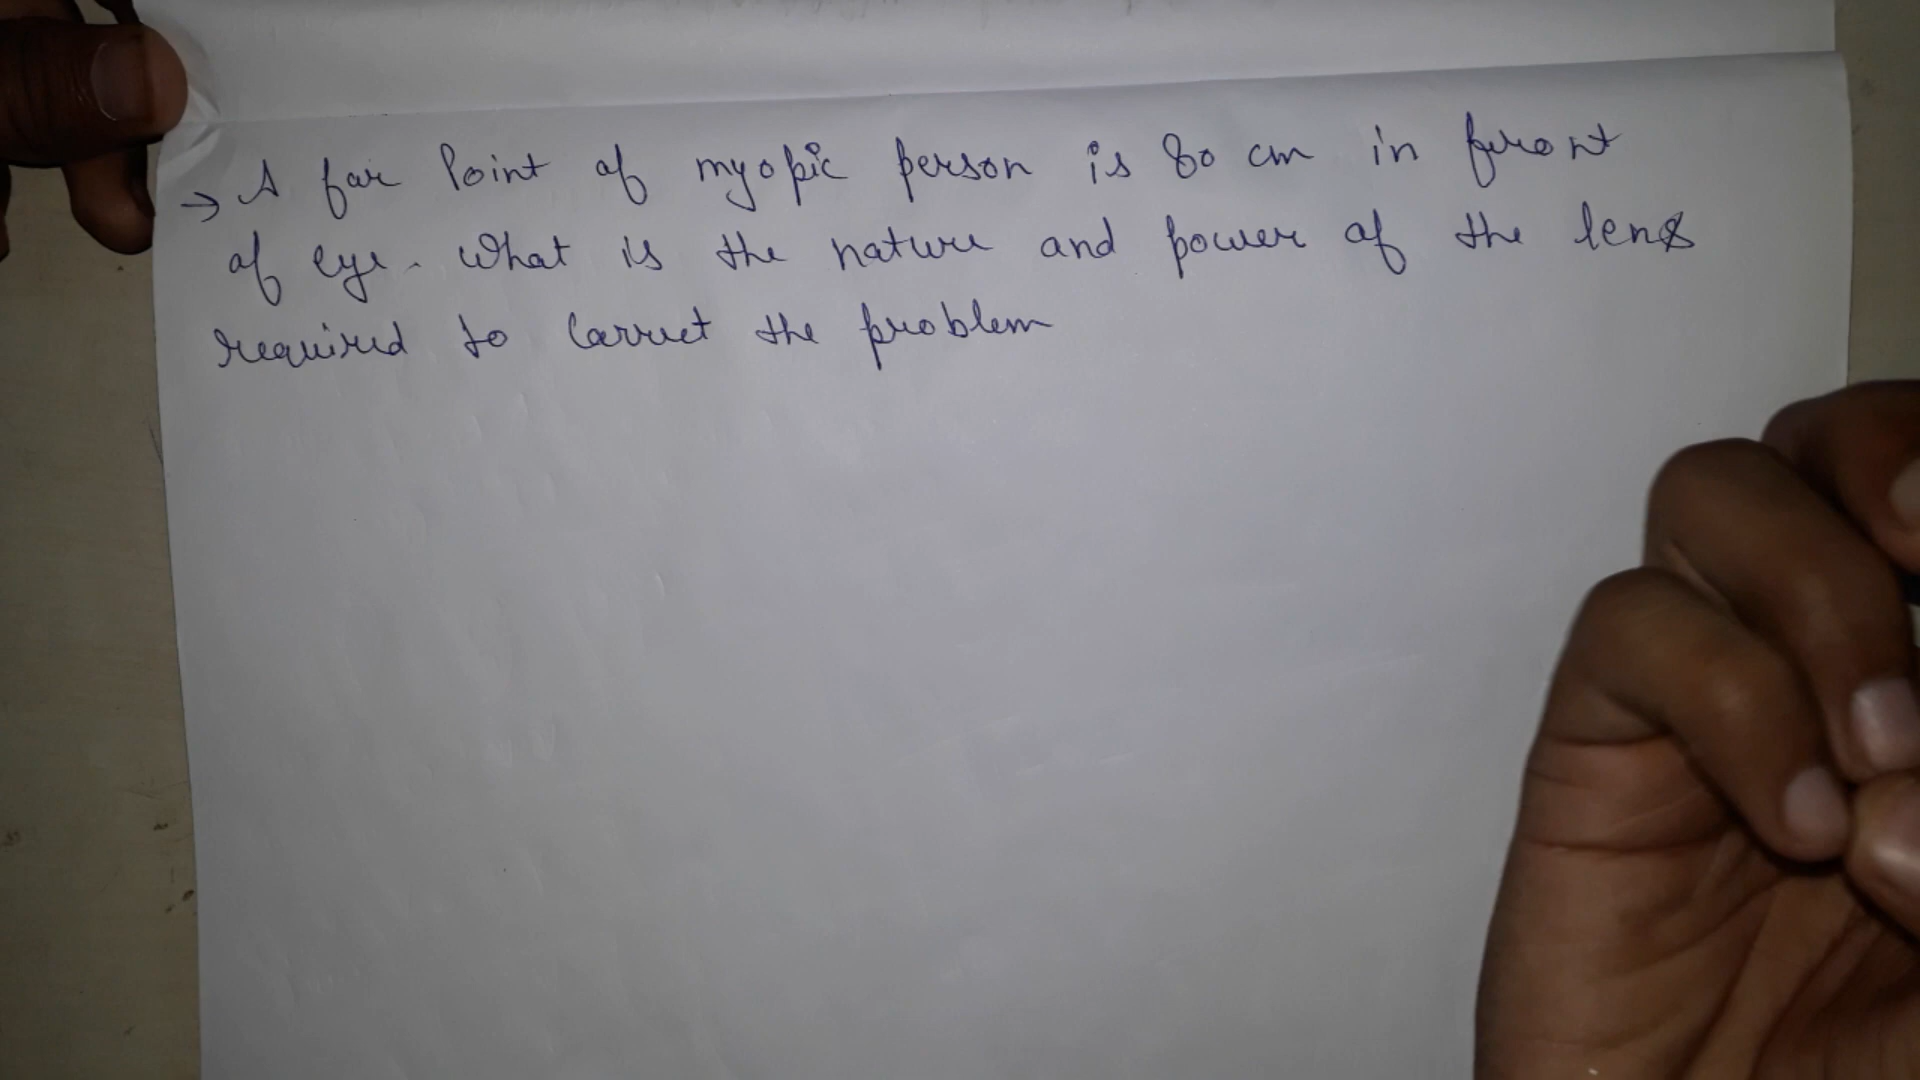 → A far Point of myopic person is 80 cm in front
of eye. What is the nature and power of the lens
required to Correct the problem